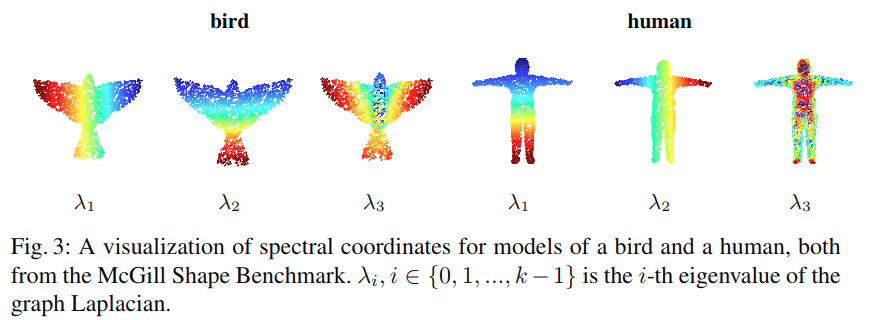 bird human
λ1 λ2 λ3 λ1 λ2 λ3
Fig. 3: A visualization of spectral coordinates for models of a bird and a human, both
from the McGill Shape Benchmark. λi, i ∈ {0, 1, ..., k − 1} is the i-th eigenvalue of the
graph Laplacian.